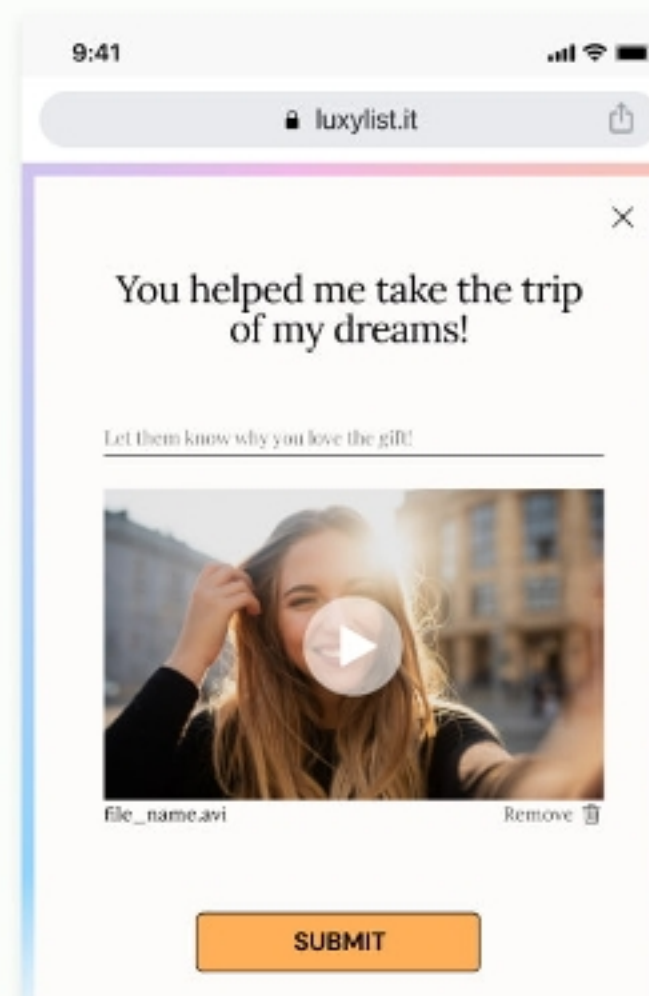 9:41
luxylist.it
You helped me take the trip
of my dreams!
Let them know why you love the gift!
file_name.avi
Remove
SUBMIT